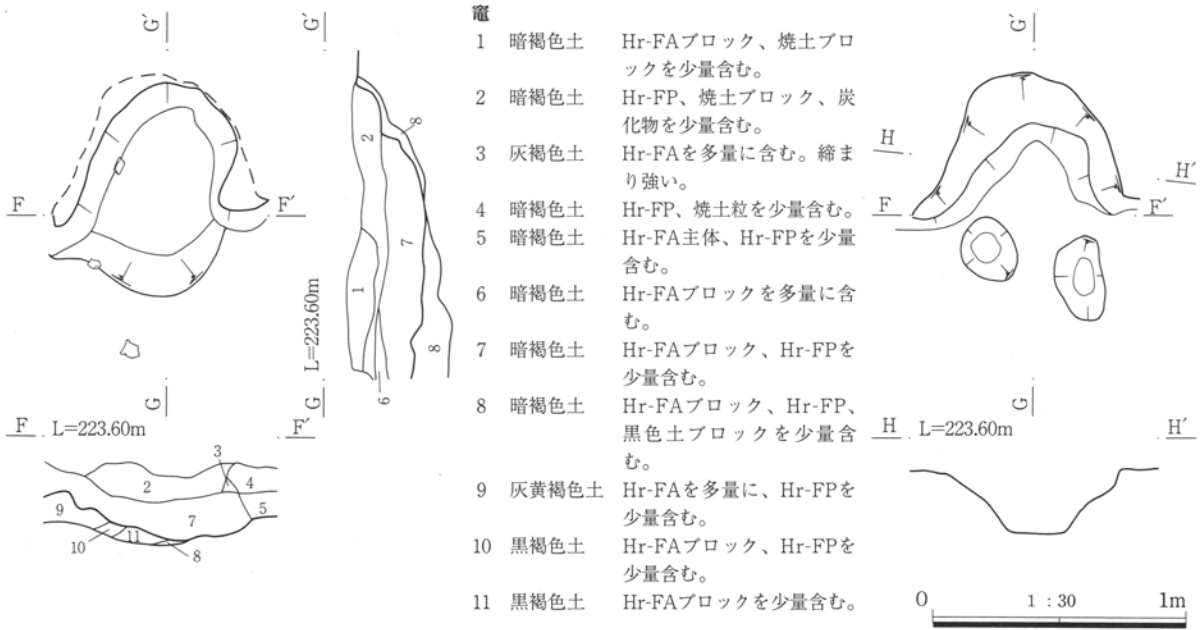 竈
1 暗褐色土 Hr-FAブロック、焼土ブロ
ックを少量含む。
2 暗褐色土 Hr-FP、焼土ブロック、炭
化物を少量含む。
3 灰褐色土 Hr-FAを多量に含む。締ま
り強い。
4 暗褐色土 Hr-FP、焼土粒を少量含む。
5 暗褐色土 Hr-FA主体、Hr-FPを少量
含む。
6 暗褐色土 Hr-FAブロックを多量に含
む。
7 暗褐色土 Hr-FAブロック、Hr-FPを
少量含む。
8 暗褐色土 Hr-FAブロック、Hr-FP、
黒色土ブロックを少量含
む。
9 灰黄褐色土 Hr-FAを多量に、Hr-FPを
少量含む。
10 黒褐色土 Hr-FAブロック、Hr-FPを
少量含む。
11 黒褐色土 Hr-FAブロックを少量含む。
G′
F F′
G
G′
L=223.60m
G
2
8
7
1
8
6
F L=223.60m F′
3
2
4
9
7
5
10
11
8
G′
H H′
F F′
G
H L=223.60m H′
0 1 : 30 1m